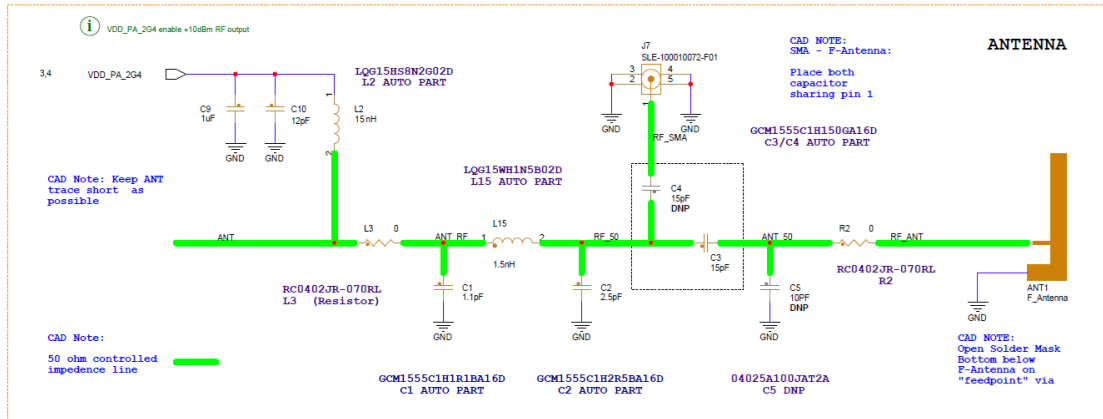 i VDD_PA_2G4 enable +10dBm RF output
ANTENNA
3,4 VDD_PA_2G4
LQG15HS8N2G02D
L2 AUTO PART
C9
1uF
C10
12pF
1
L2
15nH
2
GND
GND
CAD Note: Keep ANT
trace short as
possible
J7
SLE-100010072-F01
3
2
4
5
1
GND
GND
RF_SMA
CAD NOTE:
SMA - F-Antenna:
Place both
capacitor
sharing pin 1
GCM1555C1H150GA16D
C3/C4 AUTO PART
LQG15WH1N5B02D
L15 AUTO PART
C4
15pF
DNP
ANT
L3 0
ANT_RF
1
L15
2
1.5nH
RF_50
C3
15pF
ANT_50
R2 0
RF_ANT
RC0402JR-070RL
L3 (Resistor)
C1
1.1pF
GND
C2
2.5pF
GND
C5
10PF
DNP
GND
RC0402JR-070RL
R2
GND
ANT1
F_Antenna
CAD Note:
50 ohm controlled
impedence line
GCM1555C1H1R1BA16D
C1 AUTO PART
GCM1555C1H2R5BA16D
C2 AUTO PART
04025A100JAT2A
C5 DNP
CAD NOTE:
Open Solder Mask
Bottom below
F-Antenna on
"feedpoint" via